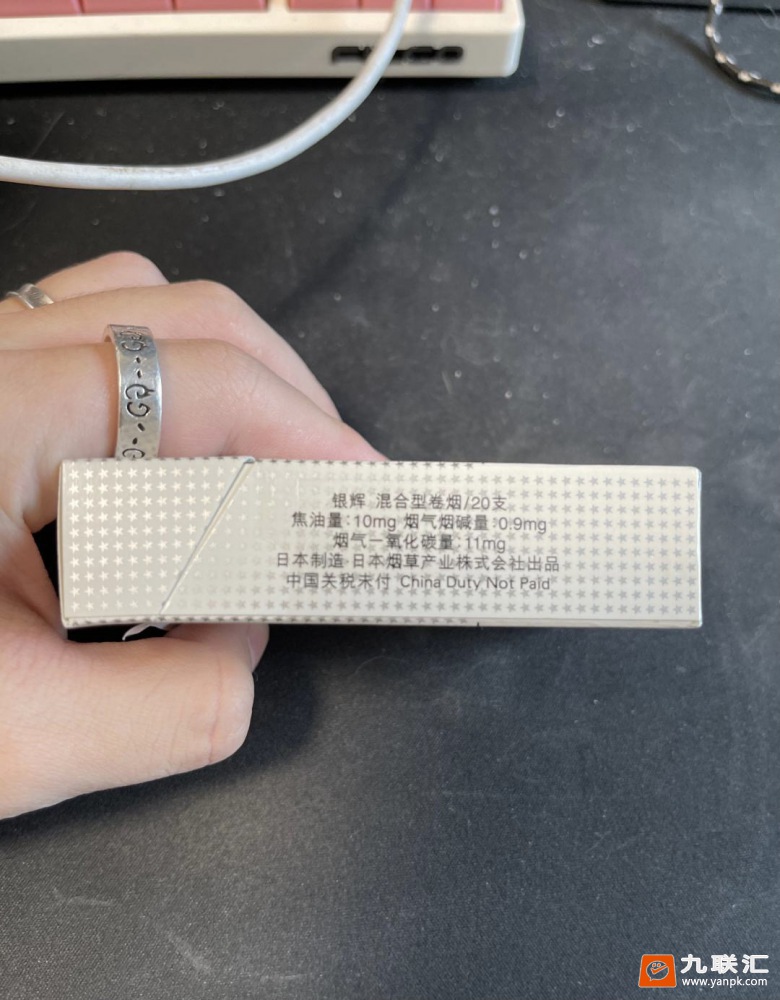 银辉 混合型卷烟/20支
焦油量:10mg 烟气烟碱量:0.9mg
烟气一氧化碳量:11mg
日本制造 日本烟草产业株式会社出品
中国关税未付 China Duty Not Paid
九联汇
www.yanpk.com